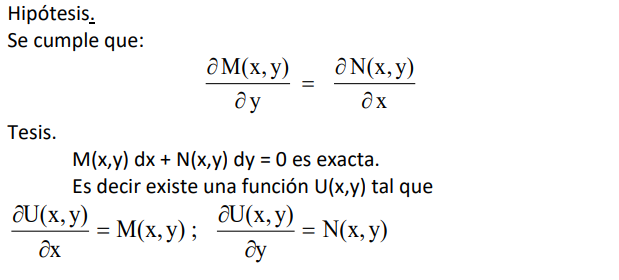 Hipótesis.
Se cumple que:
∂M(x,y)/∂y = ∂N(x,y)/∂x
Tesis.
M(x,y) dx + N(x,y) dy = 0 es exacta.
Es decir existe una función U(x,y) tal que
∂U(x,y)/∂x = M(x,y) ; ∂U(x,y)/∂y = N(x,y)